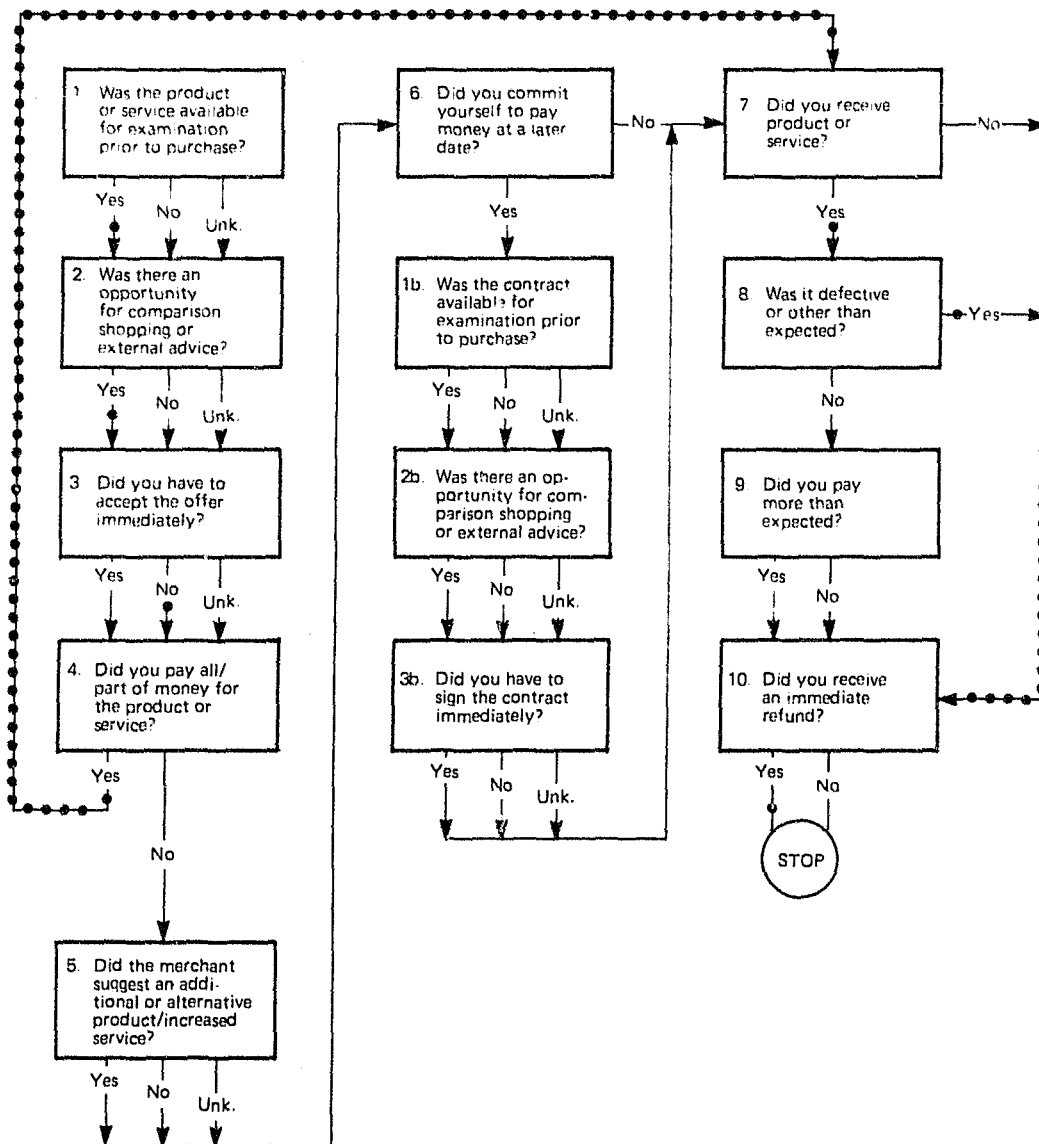 1. Was the product
or service available
for examination
prior to purchase?
Yes
No
Unk.
2. Was there an
opportunity
for comparison
shopping or
external advice?
Yes
No
Unk.
3 Did you have to
accept the offer
immediately?
Yes
No
Unk.
4. Did you pay all/
part of money for
the product or
service?
Yes
No
5. Did the merchant
suggest an addi-
tional or alternative
product/increased
service?
Yes
No
Unk.
6. Did you commit
yourself to pay
money at a later
date?
No
Yes
1b. Was the contract
available for
examination prior
to purchase?
Yes
No
Unk.
2b. Was there an op-
portunity for com-
parison shopping
or external advice?
Yes
No
Unk.
3b. Did you have to
sign the contract
immediately?
Yes
No
Unk.
7 Did you receive
product or
service?
No
Yes
8. Was it defective
or other than
expected?
Yes
No
9. Did you pay
more than
expected?
Yes
No
10. Did you receive
an immediate
refund?
Yes
No
STOP